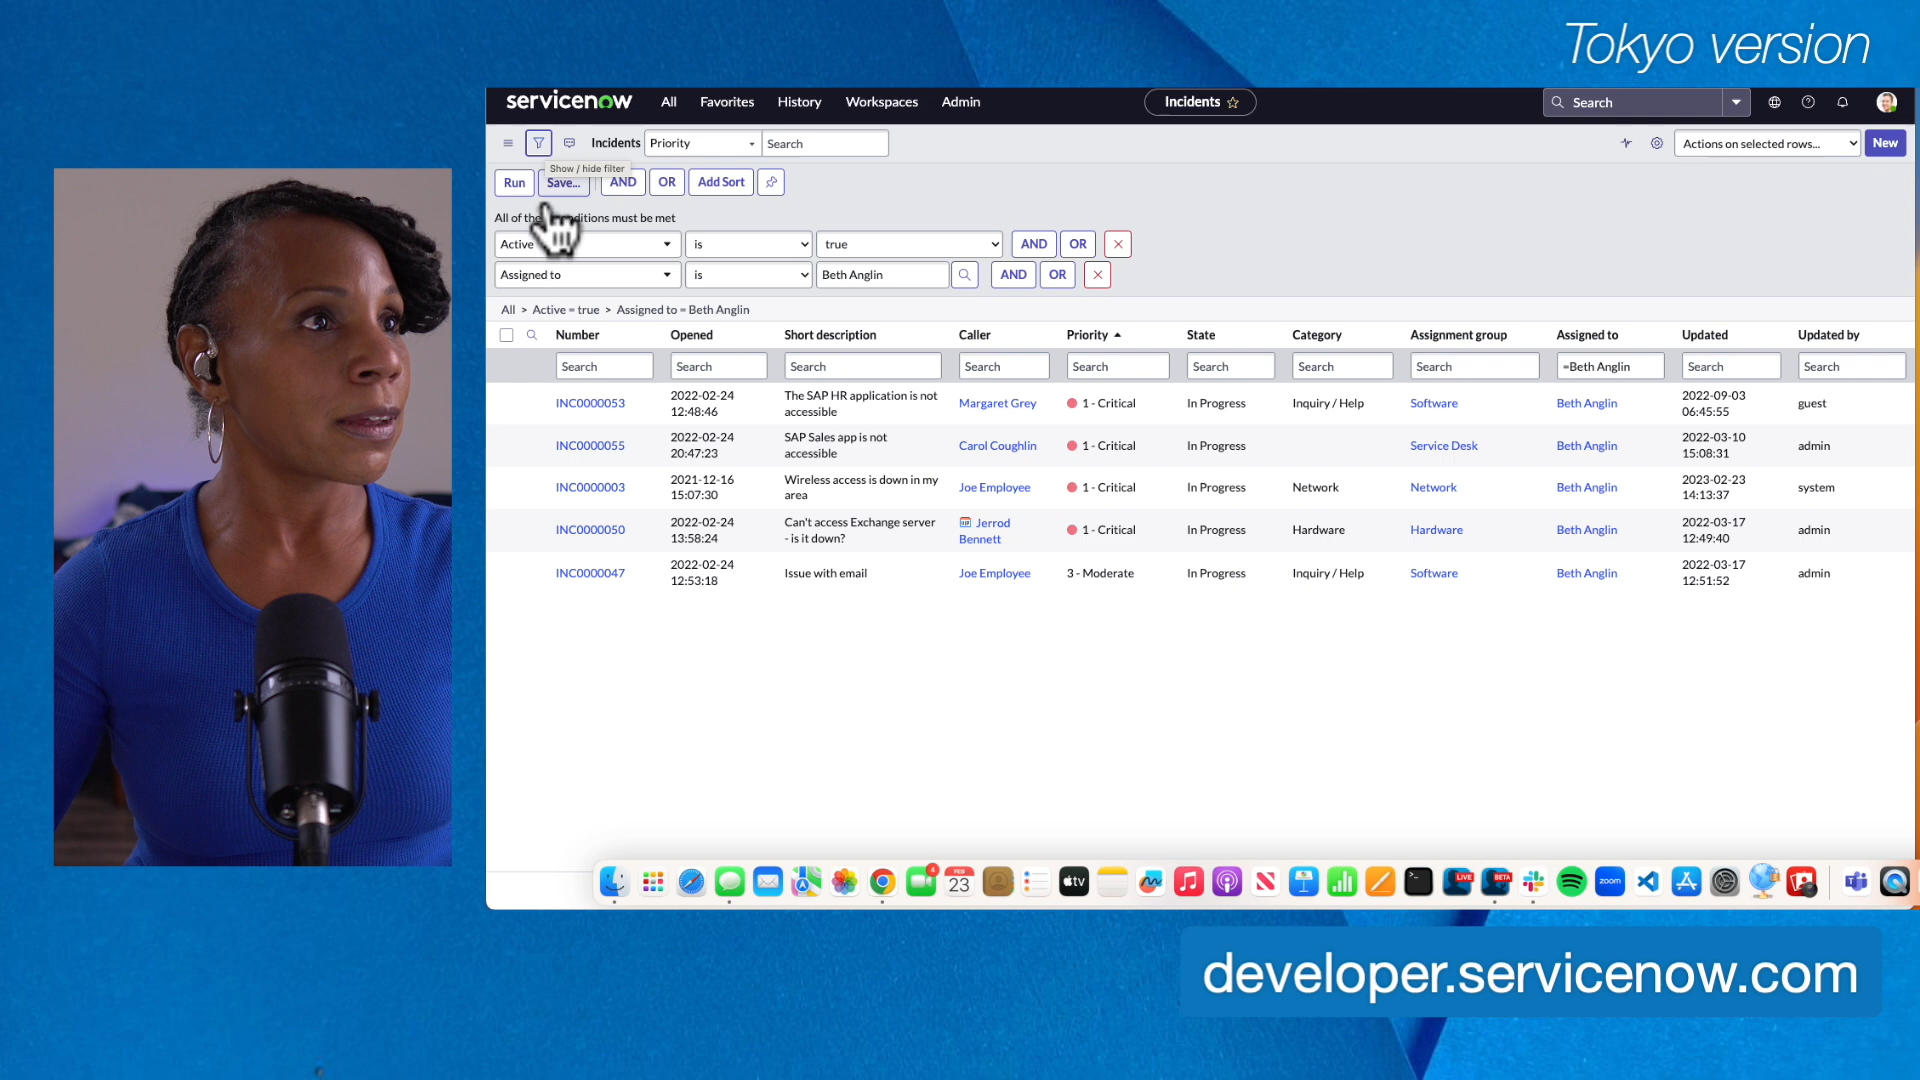 Tokyo version
servicenow All Favorites History Workspaces Admin Incidents Search
Incidents Priority Search Actions on selected rows... New
Show / hide filter
Run Save... AND OR Add Sort
All of the conditions must be met
Active is true AND OR
Assigned to is Beth Anglin AND OR
All > Active = true > Assigned to = Beth Anglin
Number Opened Short description Caller Priority State Category Assignment group Assigned to Updated Updated by
Search Search Search Search Search Search Search Search =Beth Anglin Search Search
INC0000053 2022-02-24 12:48:46 The SAP HR application is not accessible Margaret Grey 1 - Critical In Progress Inquiry / Help Software Beth Anglin 2022-09-03 06:45:55 guest
INC0000055 2022-02-24 20:47:23 SAP Sales app is not accessible Carol Coughlin 1 - Critical In Progress Service Desk Beth Anglin 2022-03-10 15:08:31 admin
INC0000003 2021-12-16 15:07:30 Wireless access is down in my area Joe Employee 1 - Critical In Progress Network Network Beth Anglin 2023-02-23 14:13:37 system
INC0000050 2022-02-24 13:58:24 Can't access Exchange server - is it down? Jerrod Bennett 1 - Critical In Progress Hardware Hardware Beth Anglin 2022-03-17 12:49:40 admin
INC0000047 2022-02-24 12:53:18 Issue with email Joe Employee 3 - Moderate In Progress Inquiry / Help Software Beth Anglin 2022-03-17 12:51:52 admin
4 FEB 23 tv LIVE BETA zoom
developer.servicenow.com